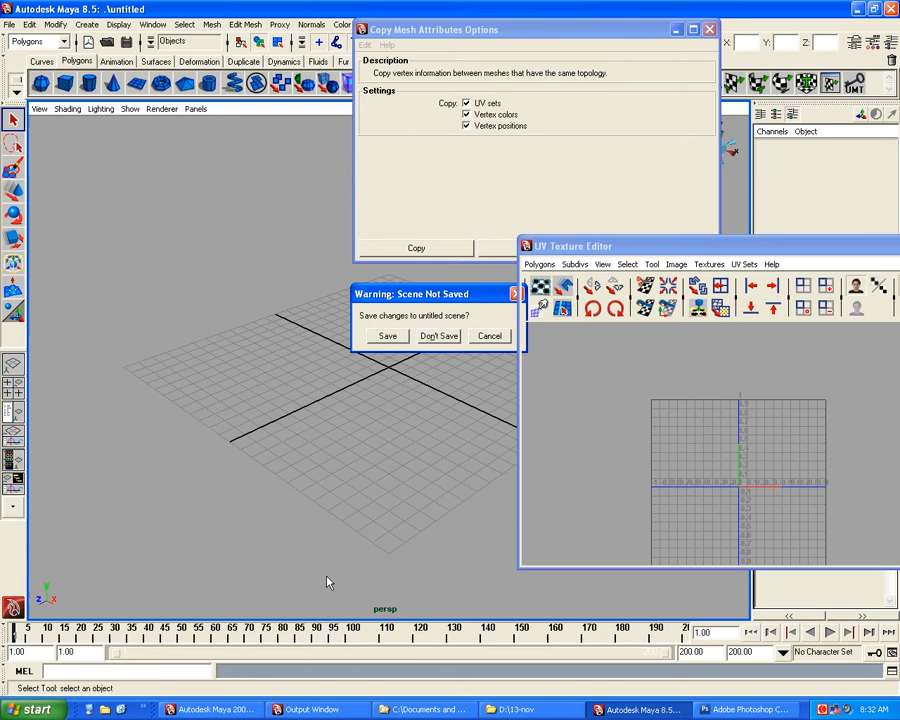 Autodesk Maya 8.5: .\untitled
File Edit Modify Create Display Window Select Mesh Edit Mesh Proxy Normals Color
Polygons
Objects
X: Y: Z:
Curves Polygons Animation Surfaces Deformation Duplicate Dynamics Fluids Fur
UMT
View Shading Lighting Show Renderer Panels
Copy Mesh Attributes Options
Edit Help
Description
Copy vertex information between meshes that have the same topology.
Settings
Copy: UV sets
Vertex colors
Vertex positions
Copy
Channels Object
UV Texture Editor
Polygons Subdivs View Select Tool Image Textures UV Sets Help
Warning: Scene Not Saved
Save changes to untitled scene?
Save Don't Save Cancel
persp
y
z x
5 10 15 20 25 30 35 40 45 50 55 60 65 70 75 80 85 90 95 100 110 120 130 140 150 160 170 180 190
1.00
1.00 1.00 200.00 200.00 No Character Set
MEL
Select Tool: select an object
start Autodesk Maya 200... Output Window C:\Documents and ... D:\13-nov Autodesk Maya 8.5... Adobe Photoshop C... 8:32 AM